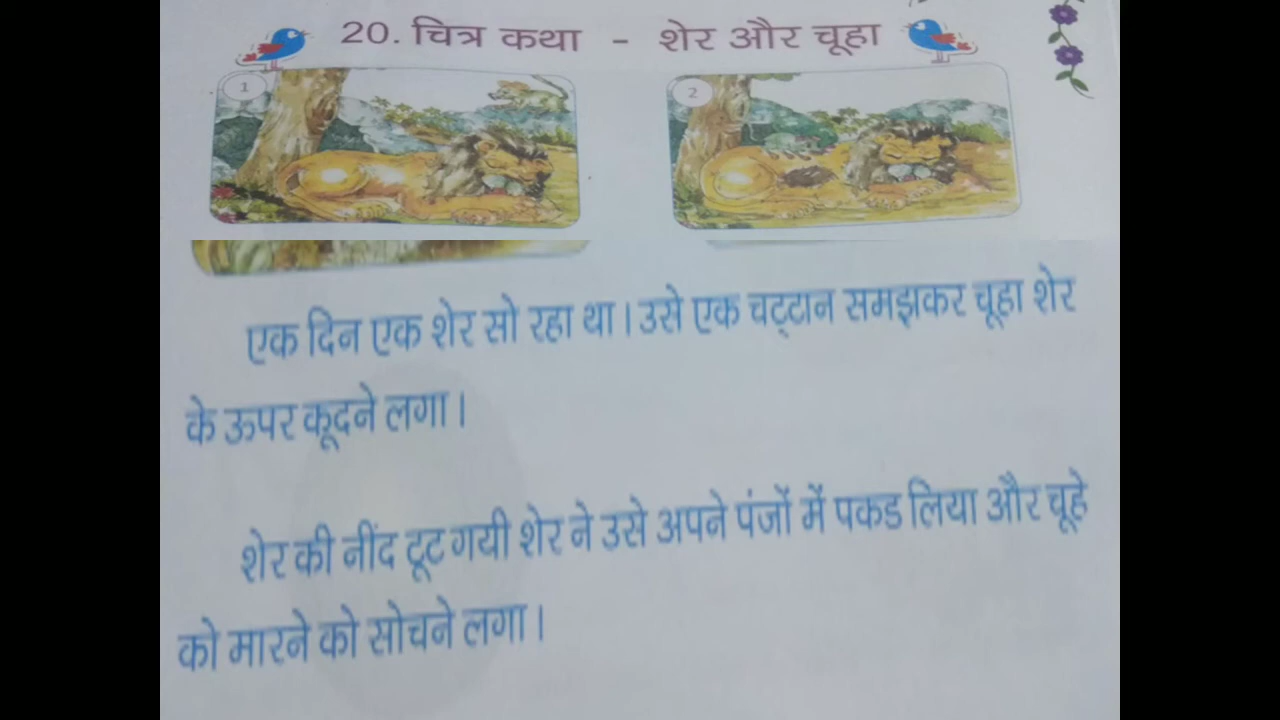 20. चित्र कथा - शेर और चूहा
1
2
एक दिन एक शेर सो रहा था। उसे एक चट्टान समझकर चूहा शेर
के ऊपर कूदने लगा।
शेर की नींद टूट गयी शेर ने उसे अपने पंजों में पकड लिया और चूहे
को मारने को सोचने लगा।